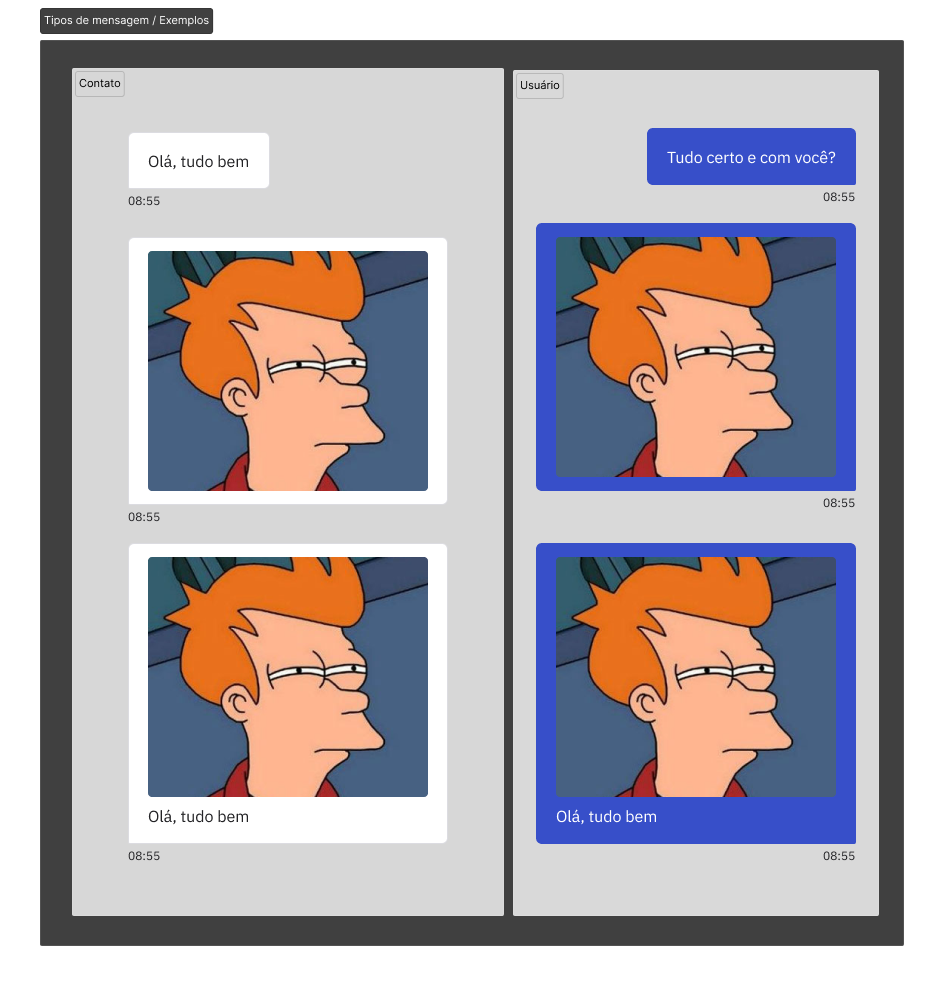 Tipos de mensagem / Exemplos
Contato
Olá, tudo bem
08:55
08:55
Olá, tudo bem
08:55
Usuário
Tudo certo e com você?
08:55
08:55
Olá, tudo bem
08:55